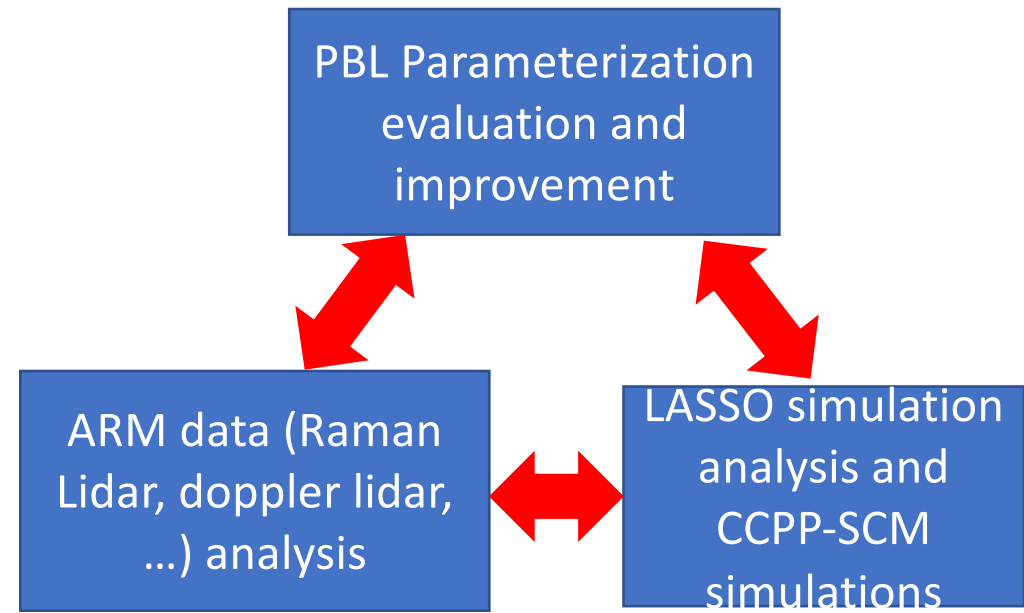 PBL Parameterization
evaluation and
improvement
ARM data (Raman
Lidar, doppler lidar,
...) analysis
LASSO simulation
analysis and
CCPP-SCM
simulations